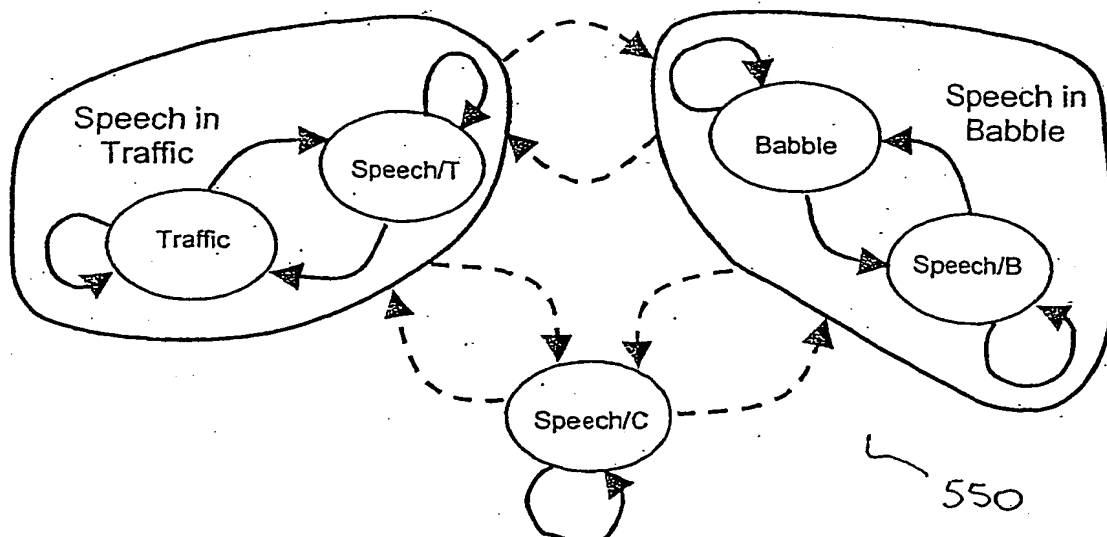 Speech in
Traffic
Speech/T
Traffic
Babble
Speech in
Babble
Speech/B
Speech/C
550